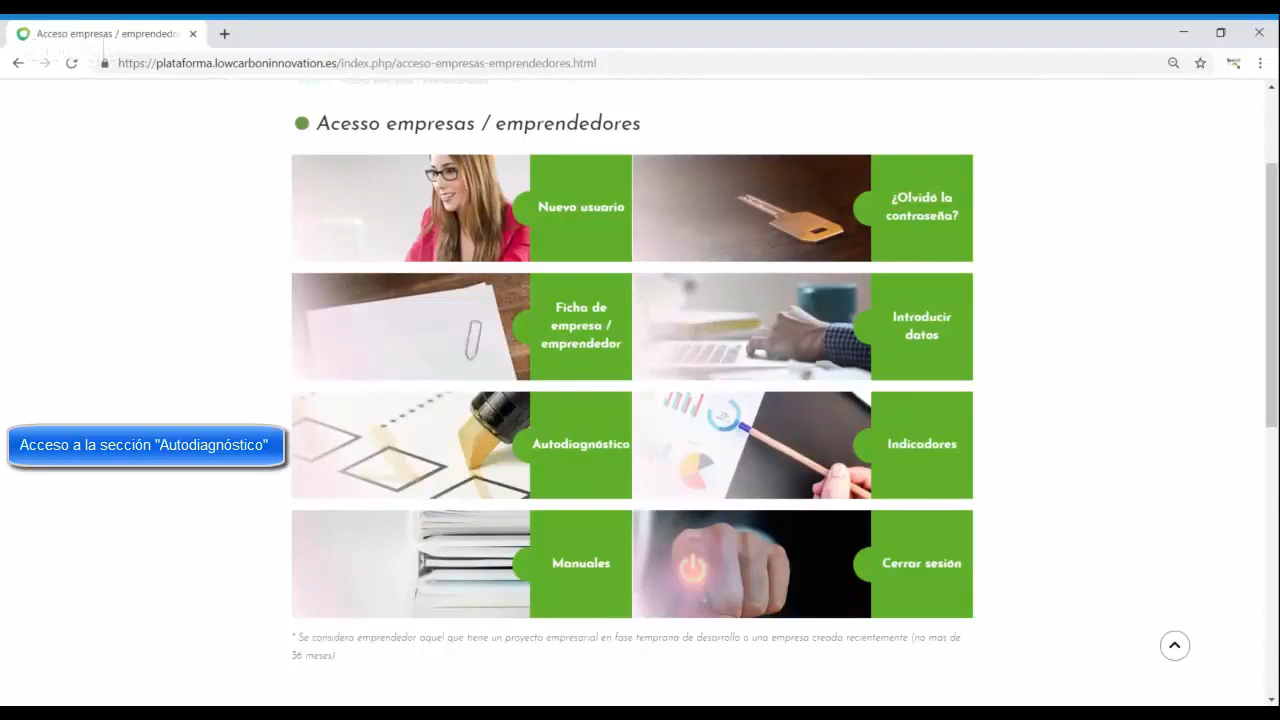 Acceso empresas / emprendedo
https://plataforma.lowcarboninnovation.es/index.php/acceso-empresas-emprendedores.html
Acesso empresas / emprendedores
Nuevo usuario
¿Olvidó la
contraseña?
Ficha de
empresa /
emprendedor
Introducir
datos
Acceso a la sección "Autodiagnóstico"
Autodiagnóstico
Indicadores
Manuales
Cerrar sesión
* Se considera emprendedor aquel que tiene un proyecto empresarial en fase temprana de desarrollo o una empresa creada recientemente (no mas de
36 meses)